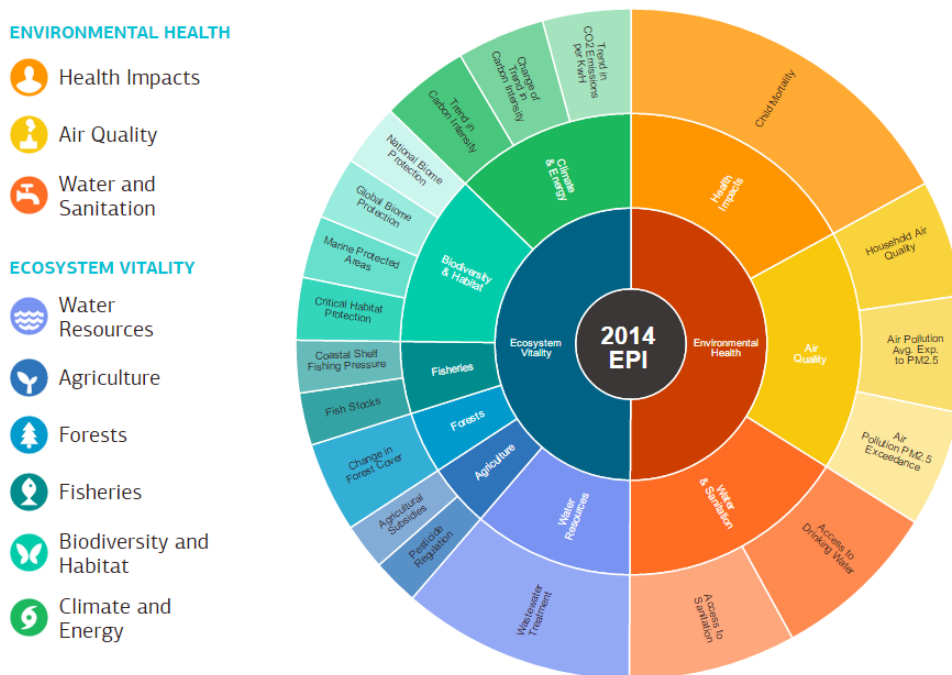 ENVIRONMENTAL HEALTH
Health Impacts
Air Quality
Water and
Sanitation
ECOSYSTEM VITALITY
Water
Resources
Agriculture
Forests
Fisheries
Biodiversity and
Habitat
Climate and
Energy
2014
EPI
Environmental
Health
Ecosystem
Vitality
Health
Impacts
Air
Quality
Water
& Sanitation
Water
Resources
Agriculture
Forests
Fisheries
Biodiversity
& Habitat
Climate
& Energy
Child Mortality
Household Air
Quality
Air Pollution
Avg. Exp.
to PM2.5
Air
Pollution PM2.5
Exceedance
Access to
Drinking Water
Access to
Sanitation
Wastewater
Treatment
Pesticide
Regulation
Agricultural
Subsidies
Change in
Forest Cover
Fish Stocks
Coastal Shelf
Fishing Pressure
Critical Habitat
Protection
Marine Protected
Areas
Global Biome
Protection
National Biome
Protection
Trend in
Carbon Intensity
Change of
Trend in
Carbon Intensity
Trend in
CO2 Emissions
per KwH